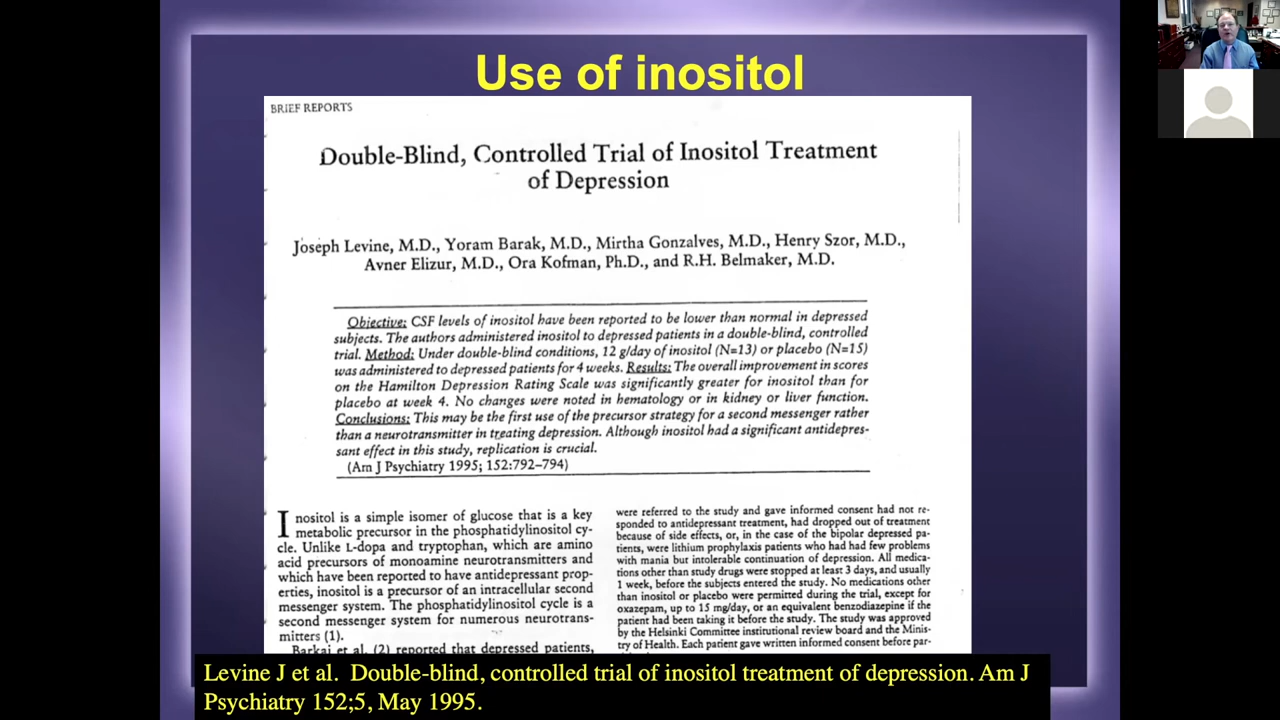 Use of inositol
BRIEF REPORTS
Double-Blind, Controlled Trial of Inositol Treatment
of Depression
Joseph Levine, M.D., Yoram Barak, M.D., Mirtha Gonzalves, M.D., Henry Szor, M.D.,
Avner Elizur, M.D., Ora Kofman, Ph.D., and R.H. Belmaker, M.D.
Objective: CSF levels of inositol have been reported to be lower than normal in depressed
subjects. The authors administered inositol to depressed patients in a double-blind, controlled
trial. Method: Under double-blind conditions, 12 g/day of inositol (N=13) or placebo (N=15)
was administered to depressed patients for 4 weeks. Results: The overall improvement in scores
on the Hamilton Depression Rating Scale was significantly greater for inositol than for
placebo at week 4. No changes were noted in hematology or in kidney or liver function.
Conclusions: This may be the first use of the precursor strategy for a second messenger rather
than a neurotransmitter in treating depression. Although inositol had a significant antidepres-
sant effect in this study, replication is crucial.
(Am J Psychiatry 1995; 152:792–794)
Inositol is a simple isomer of glucose that is a key
metabolic precursor in the phosphatidylinositol cy-
cle. Unlike L-dopa and tryptophan, which are amino
acid precursors of monoamine neurotransmitters and
which have been reported to have antidepressant prop-
erties, inositol is a precursor of an intracellular second
messenger system. The phosphatidylinositol cycle is a
second messenger system for numerous neurotrans-
mitters (1).
Barkai et al. (2) reported that depressed patients,
were referred to the study and gave informed consent had not re-
sponded to antidepressant treatment, had dropped out of treatment
because of side effects, or, in the case of the bipolar depressed pa-
tients, were lithium prophylaxis patients who had had few problems
with mania but intolerable continuation of depression. All medica-
tions other than study drugs were stopped at least 3 days, and usually
1 week, before the subjects entered the study. No medications other
than inositol or placebo were permitted during the trial, except for
oxazepam, up to 15 mg/day, or an equivalent benzodiazepine if the
patient had been taking it before the study. The study was approved
by the Helsinki Committee institutional review board and the Minis-
try of Health. Each patient gave written informed consent before par-
Levine J et al. Double-blind, controlled trial of inositol treatment of depression. Am J
Psychiatry 152;5, May 1995.